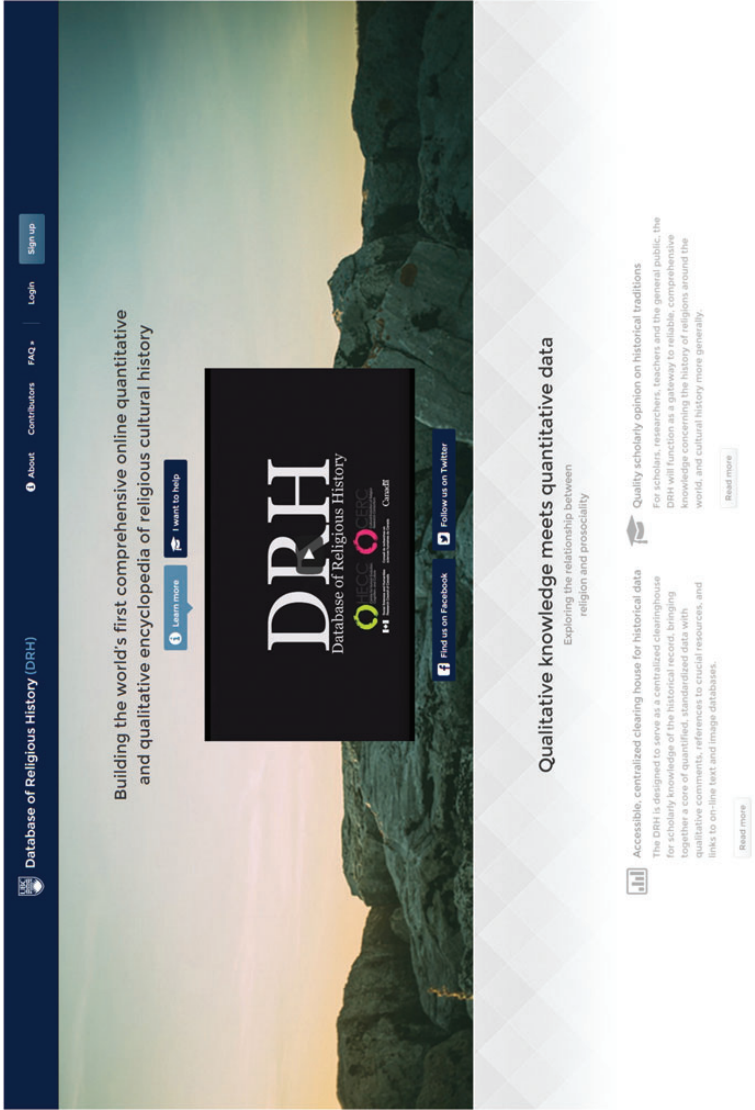 UBC
Database of Religious History (DRH)
About
Contributors
FAQ
Login
Sign up
Building the world's first comprehensive online quantitative
and qualitative encyclopedia of religious cultural history
Learn more
I want to help
DRH
Database of Religious History
HECC
CERC
Canada
Find us on Facebook
Follow us on Twitter
Qualitative knowledge meets quantitative data
Exploring the relationship between
religion and prosociality
Accessible, centralized clearing house for historical data
The DRH is designed to serve as a centralized clearinghouse
for scholarly knowledge of the historical record, bringing
together a core of quantified, standardized data with
qualitative comments, references to crucial resources, and
links to on-line text and image databases.
Read more
Quality scholarly opinion on historical traditions
For scholars, researchers, teachers and the general public, the
DRH will function as a gateway to reliable, comprehensive
knowledge concerning the history of religions around the
world, and cultural history more generally.
Read more